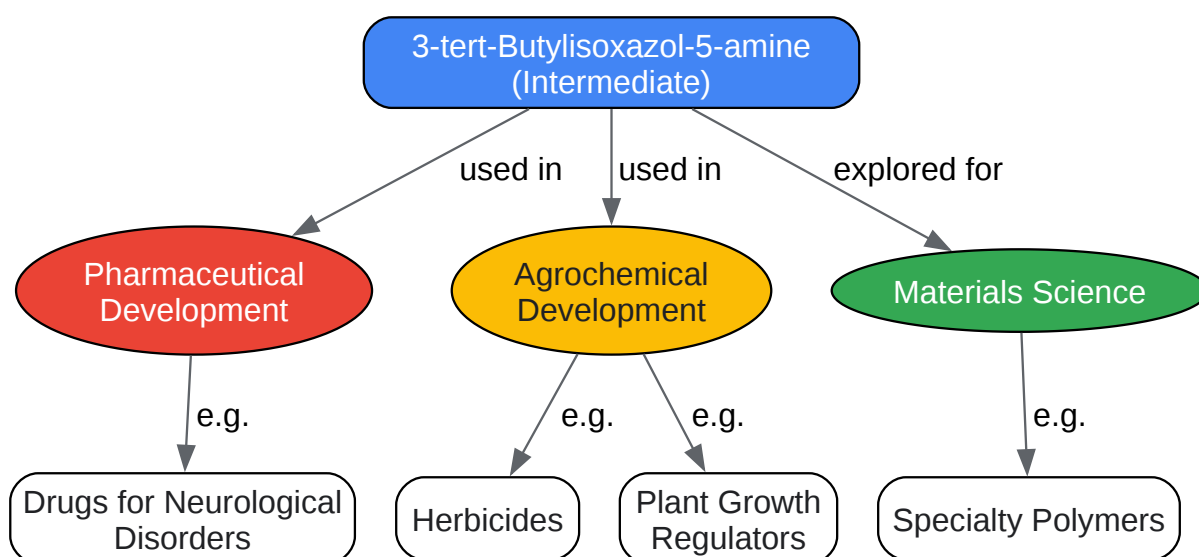 3-tert-Butylisoxazol-5-amine
(Intermediate)
used in
used in
explored for
Pharmaceutical
Development
Agrochemical
Development
Materials Science
e.g.
e.g.
e.g.
e.g.
Drugs for Neurological
Disorders
Herbicides
Plant Growth
Regulators
Specialty Polymers